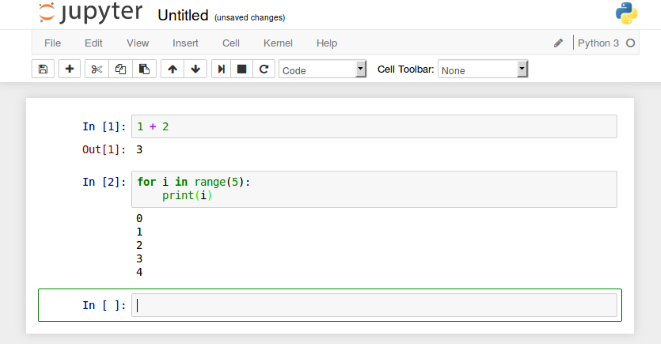 jupyter Untitled (unsaved changes)
File Edit View Insert Cell Kernel Help Python 3
Code Cell Toolbar: None
In [1]: 1 + 2
Out[1]: 3
In [2]: for i in range(5):
    print(i)
0
1
2
3
4
In [ ]: